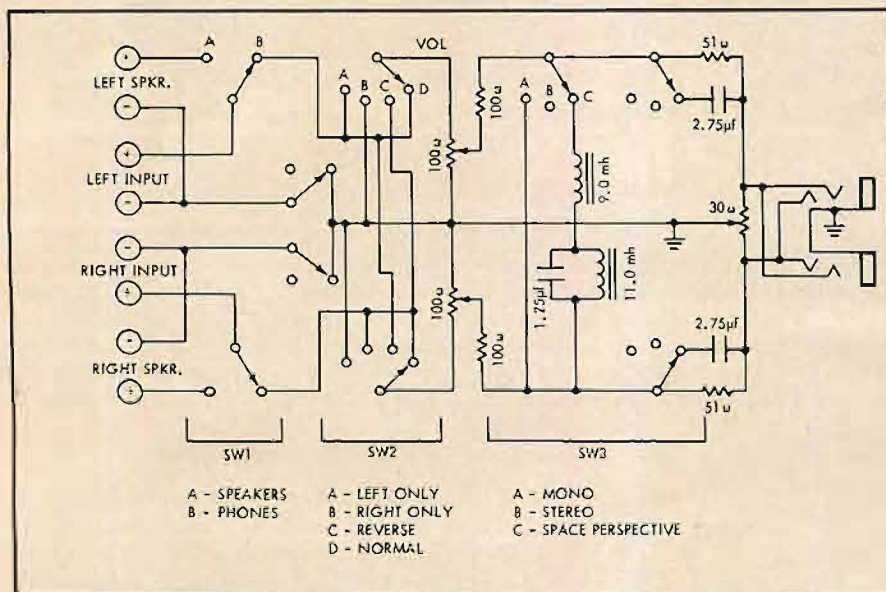 A B
LEFT SPKR.
LEFT INPUT
RIGHT INPUT
RIGHT SPKR.
VOL
A B C D
100ω
100ω
100ω
100ω
A B C
9.0 mh
1.25µf
11.0 mh
51ω
2.75µf
30ω
2.75µf
51ω
SW1
SW2
SW3
A - SPEAKERS
B - PHONES
A - LEFT ONLY
B - RIGHT ONLY
C - REVERSE
D - NORMAL
A - MONO
B - STEREO
C - SPACE PERSPECTIVE